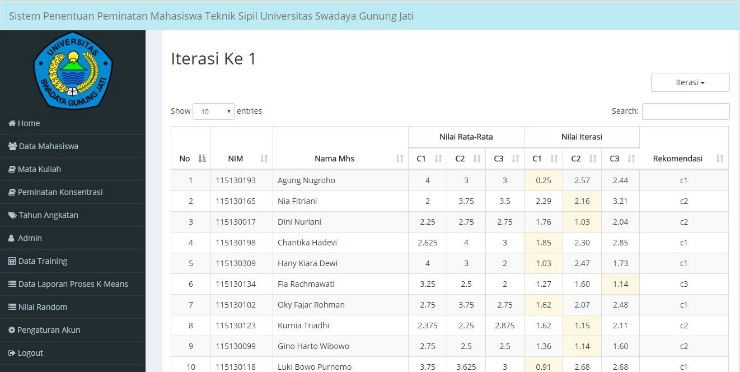 Sistem Penentuan Peminatan Mahasiswa Teknik Sipil Universitas Swadaya Gunung Jati
UNIVERSITAS
SWADAYA GUNUNG JATI
Home
Data Mahasiswa
Mata Kuliah
Peminatan Konsentrasi
Tahun Angkatan
Admin
Data Training
Data Laporan Proses K-Means
Nilai Random
Pengaturan Akun
Logout
Iterasi Ke 1
Iterasi
Show 10 entries
Search:
Nilai Rata-Rata Nilai Iterasi
No NIM Nama Mhs C1 C2 C3 C1 C2 C3 Rekomendasi
1 115130193 Agung Nugroho 4 3 3 0.25 2.57 2.44 c1
2 115130165 Nia Fitriani 2 3.75 3.5 2.29 2.16 3.21 c2
3 115130017 Dini Nuriani 2.25 2.75 2.75 1.76 1.03 2.04 c2
4 115130198 Chantika Hadevi 2.625 4 3 1.85 2.30 2.85 c1
5 115130309 Hany Kiara Dewi 4 3 2 1.03 2.47 1.73 c1
6 115130134 Fia Rachmawati 3.25 2.5 2 1.27 1.60 1.14 c3
7 115130102 Oky Fajar Rohman 2.75 3.75 2.75 1.62 2.07 2.48 c1
8 115130123 Kurnia Triadhi 2.375 2.75 2.875 1.62 1.15 2.11 c2
9 115130099 Gino Harto Wibowo 2.75 2.5 2.5 1.36 1.14 1.60 c2
10 115130118 Luki Bowo Purnomo 3.75 3.625 3 0.91 2.68 2.68 c1